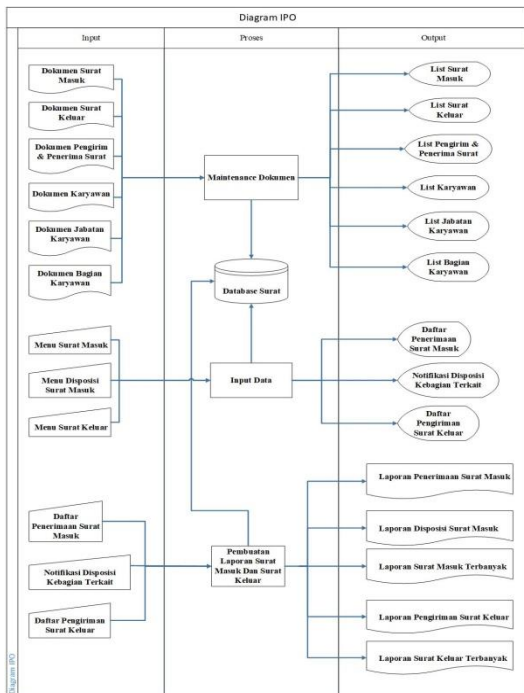 Diagram IPO
Input
Proses
Output
Dokumen Surat
Masuk
Dokumen Surat
Keluar
Dokumen Pengirim
& Penerima Surat
Dokumen Karyawan
Dokumen Jabatan
Karyawan
Dokumen Bagian
Karyawan
Maintenance Dokumen
List Surat
Masuk
List Surat
Keluar
List Pengirim &
Penerima Surat
List Karyawan
List Jabatan
Karyawan
List Bagian
Karyawan
Database Surat
Menu Surat Masuk
Menu Disposisi
Surat Masuk
Menu Surat Keluar
Input Data
Daftar
Penerimaan
Surat Masuk
Notifikasi Disposisi
Kebagian Terkait
Daftar
Pengiriman
Surat Keluar
Daftar
Penerimaan Surat
Masuk
Notifikasi Disposisi
Kebagian Terkait
Daftar Pengiriman
Surat Keluar
Pembuatan
Laporan Surat
Masuk Dan Surat
Keluar
Laporan Penerimaan Surat Masuk
Laporan Disposisi Surat Masuk
Laporan Surat Masuk Terbanyak
Laporan Pengiriman Surat Keluar
Laporan Surat Keluar Terbanyak
Diagram IPO